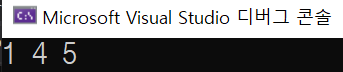 Microsoft Visual Studio 디버그 콘솔
1 4 5